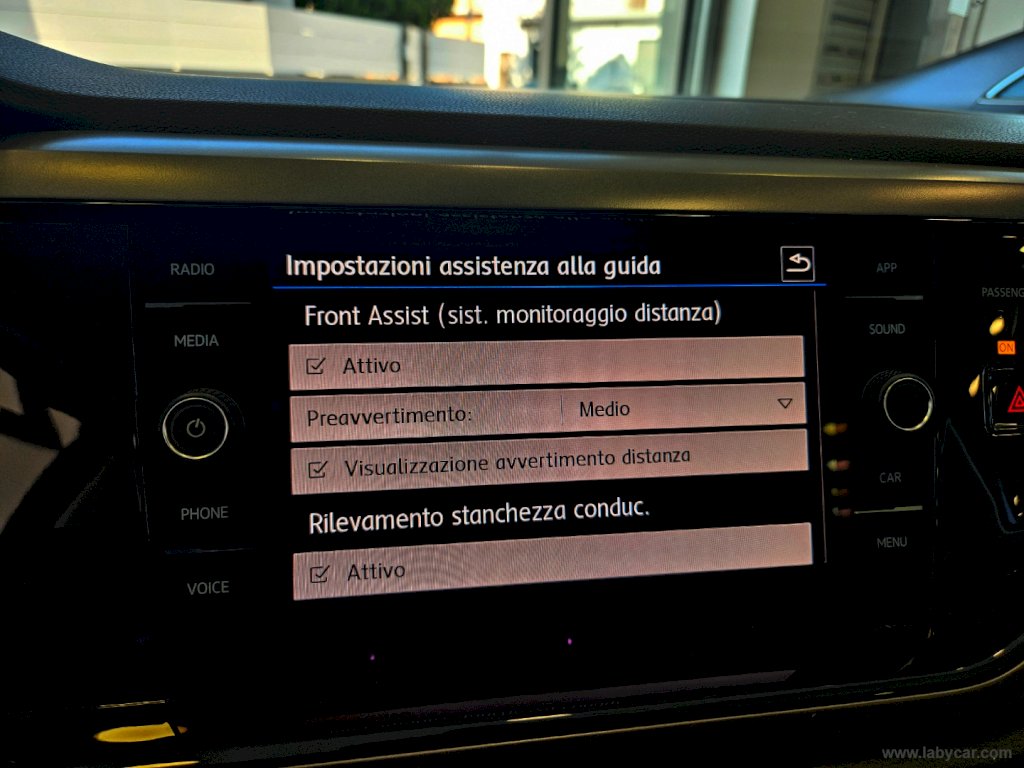 Impostazioni assistenza alla guida
Front Assist (sist. monitoraggio distanza)
Attivo
Preavvertimento: Medio
Visualizzazione avvertimento distanza
Rilevamento stanchezza conduc.
Attivo
RADIO
MEDIA
PHONE
VOICE
APP
SOUND
CAR
MENU
ON
www.labycar.com